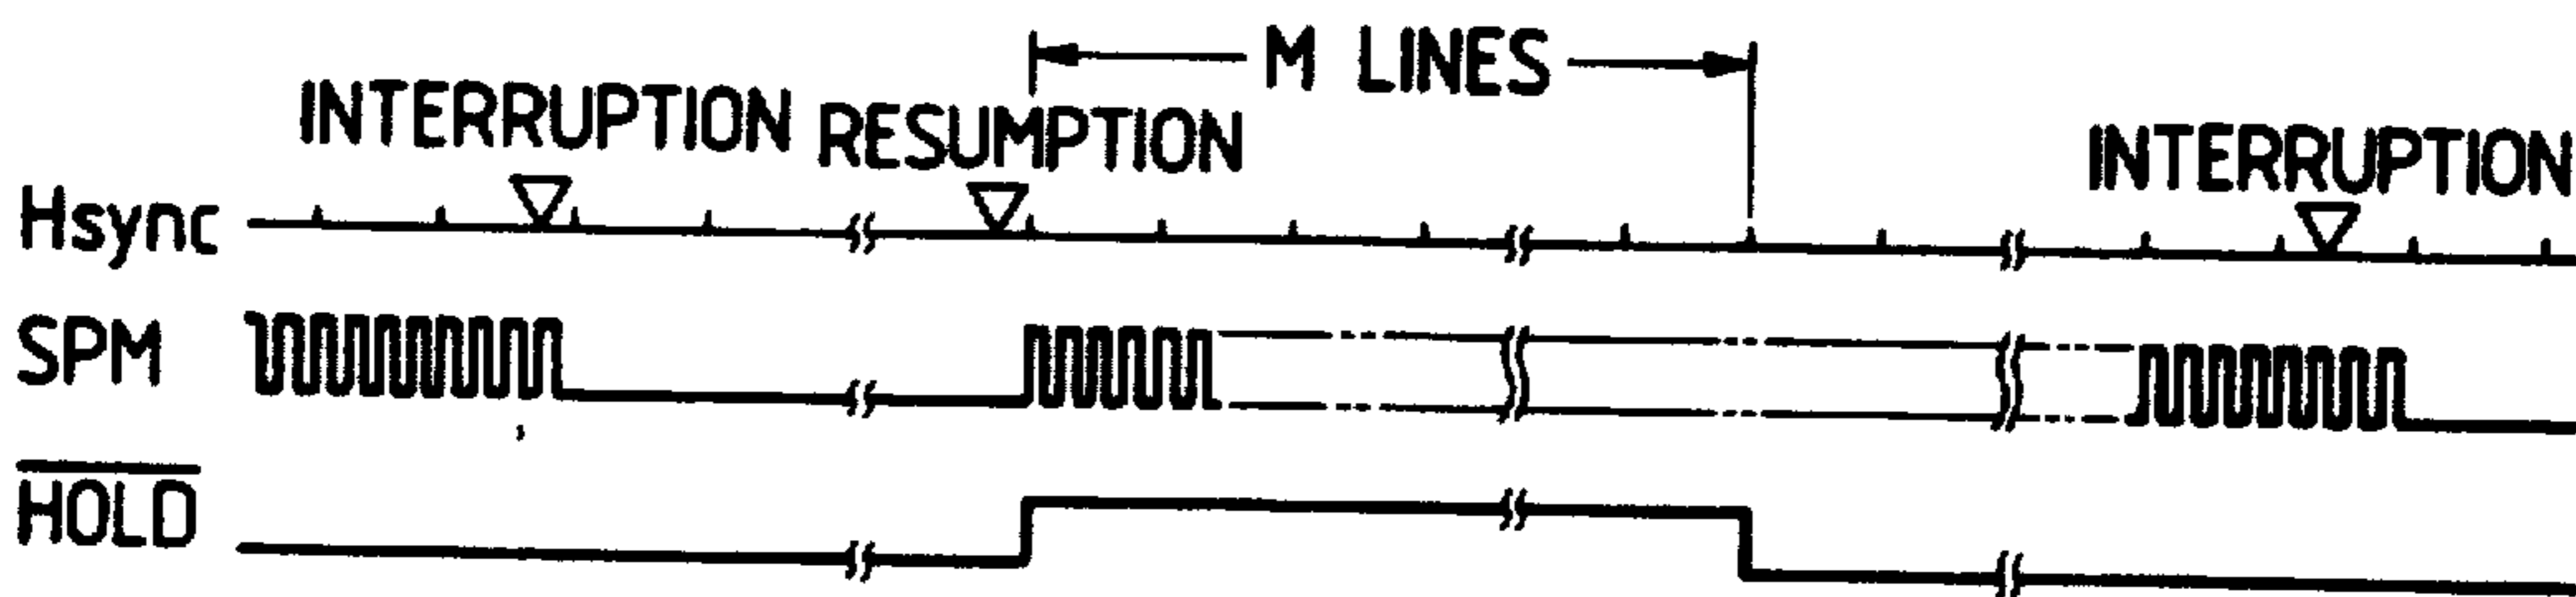 M LINES
INTERRUPTION RESUMPTION INTERRUPTION
Hsync
SPM
HOLD